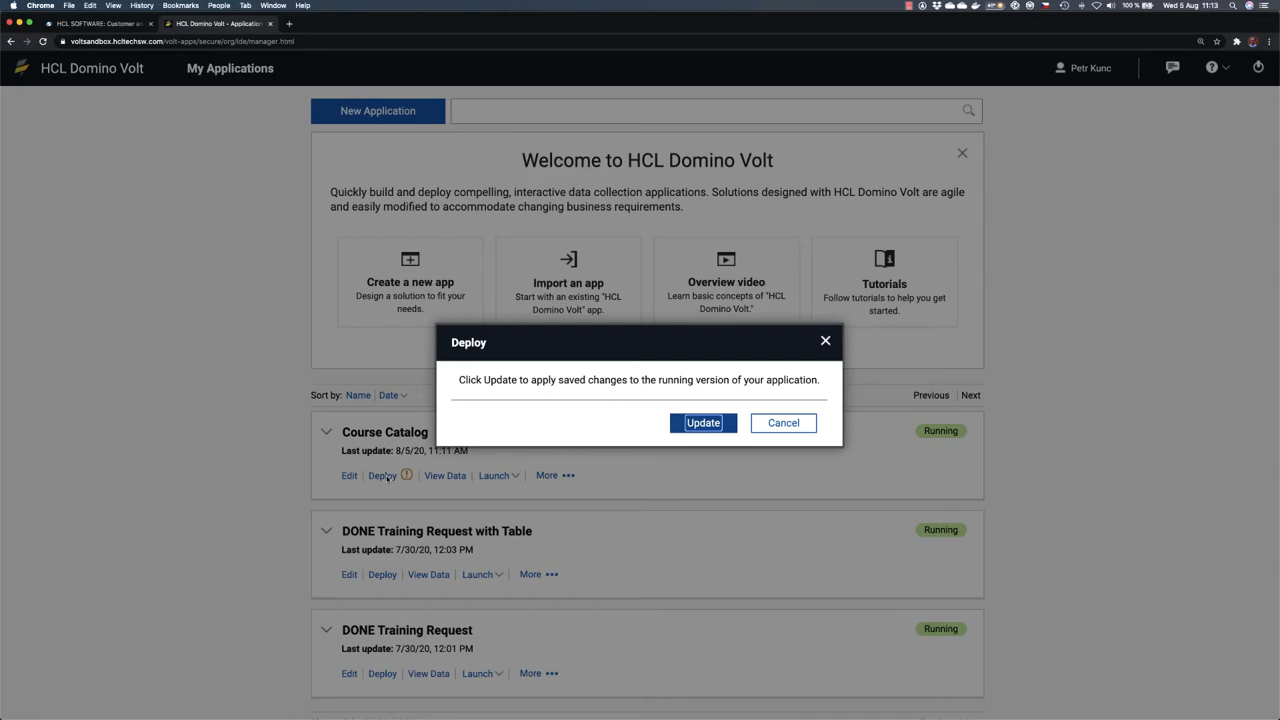 Chrome File Edit View History Bookmarks People Tab Window Help 100 % Wed 5 Aug 11:13
HCL SOFTWARE: Customer an HCL Domino Volt - Application
voltsandbox.hcltechsw.com/volt-apps/secure/org/ide/manager.html
HCL Domino Volt My Applications Petr Kunc
New Application
Welcome to HCL Domino Volt
Quickly build and deploy compelling, interactive data collection applications. Solutions designed with HCL Domino Volt are agile
and easily modified to accommodate changing business requirements.
Create a new app
Design a solution to fit your
needs.
Import an app
Start with an existing "HCL
Domino Volt" app.
Overview video
Learn basic concepts of "HCL
Domino Volt."
Tutorials
Follow tutorials to help you get
started.
Deploy
Click Update to apply saved changes to the running version of your application.
Update Cancel
Sort by: Name | Date Previous | Next
Course Catalog Running
Last update: 8/5/20, 11:11 AM
Edit | Deploy | View Data | Launch | More
DONE Training Request with Table Running
Last update: 7/30/20, 12:03 PM
Edit | Deploy | View Data | Launch | More
DONE Training Request Running
Last update: 7/30/20, 12:01 PM
Edit | Deploy | View Data | Launch | More